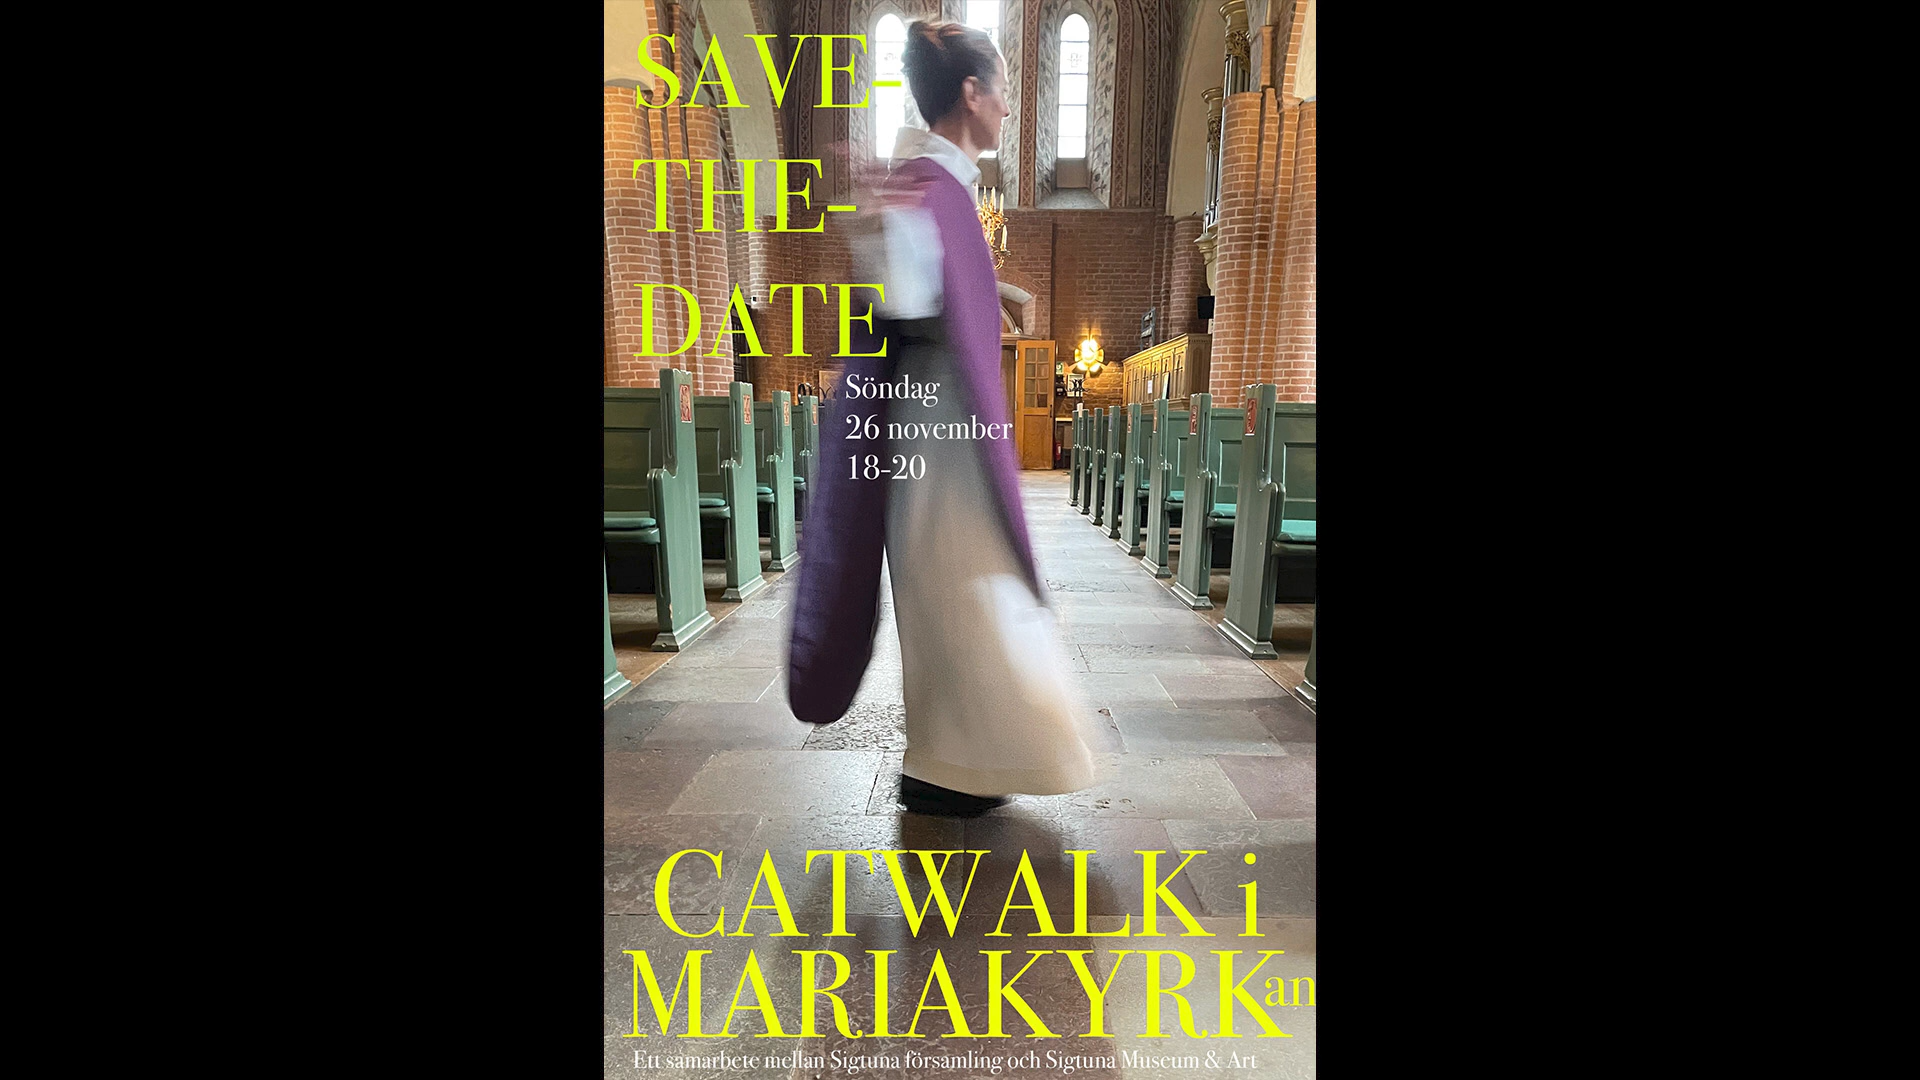 SAVE-
THE-
DATE
Söndag
26 november
18-20
CATWALK i
MARIAKYRKan
Ett samarbete mellan Sigtuna församling och Sigtuna Museum & Art